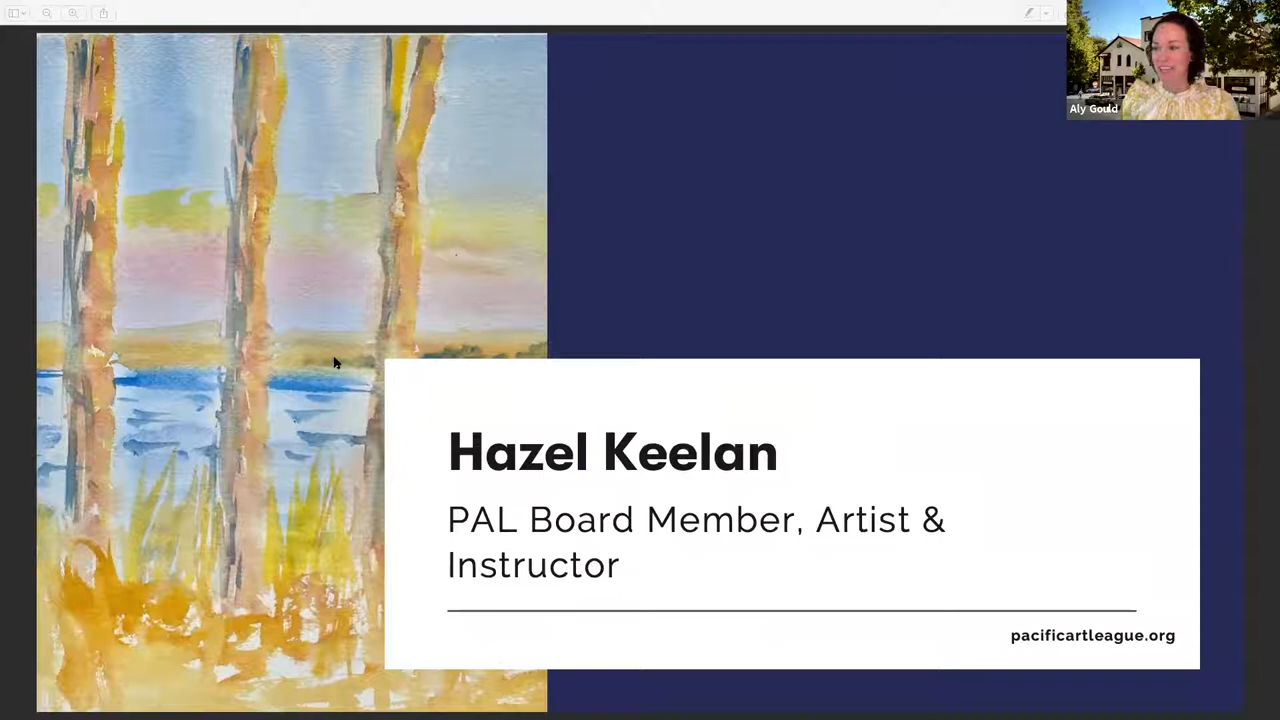 Aly Gould
Hazel Keelan
PAL Board Member, Artist &
Instructor
pacificartleague.org